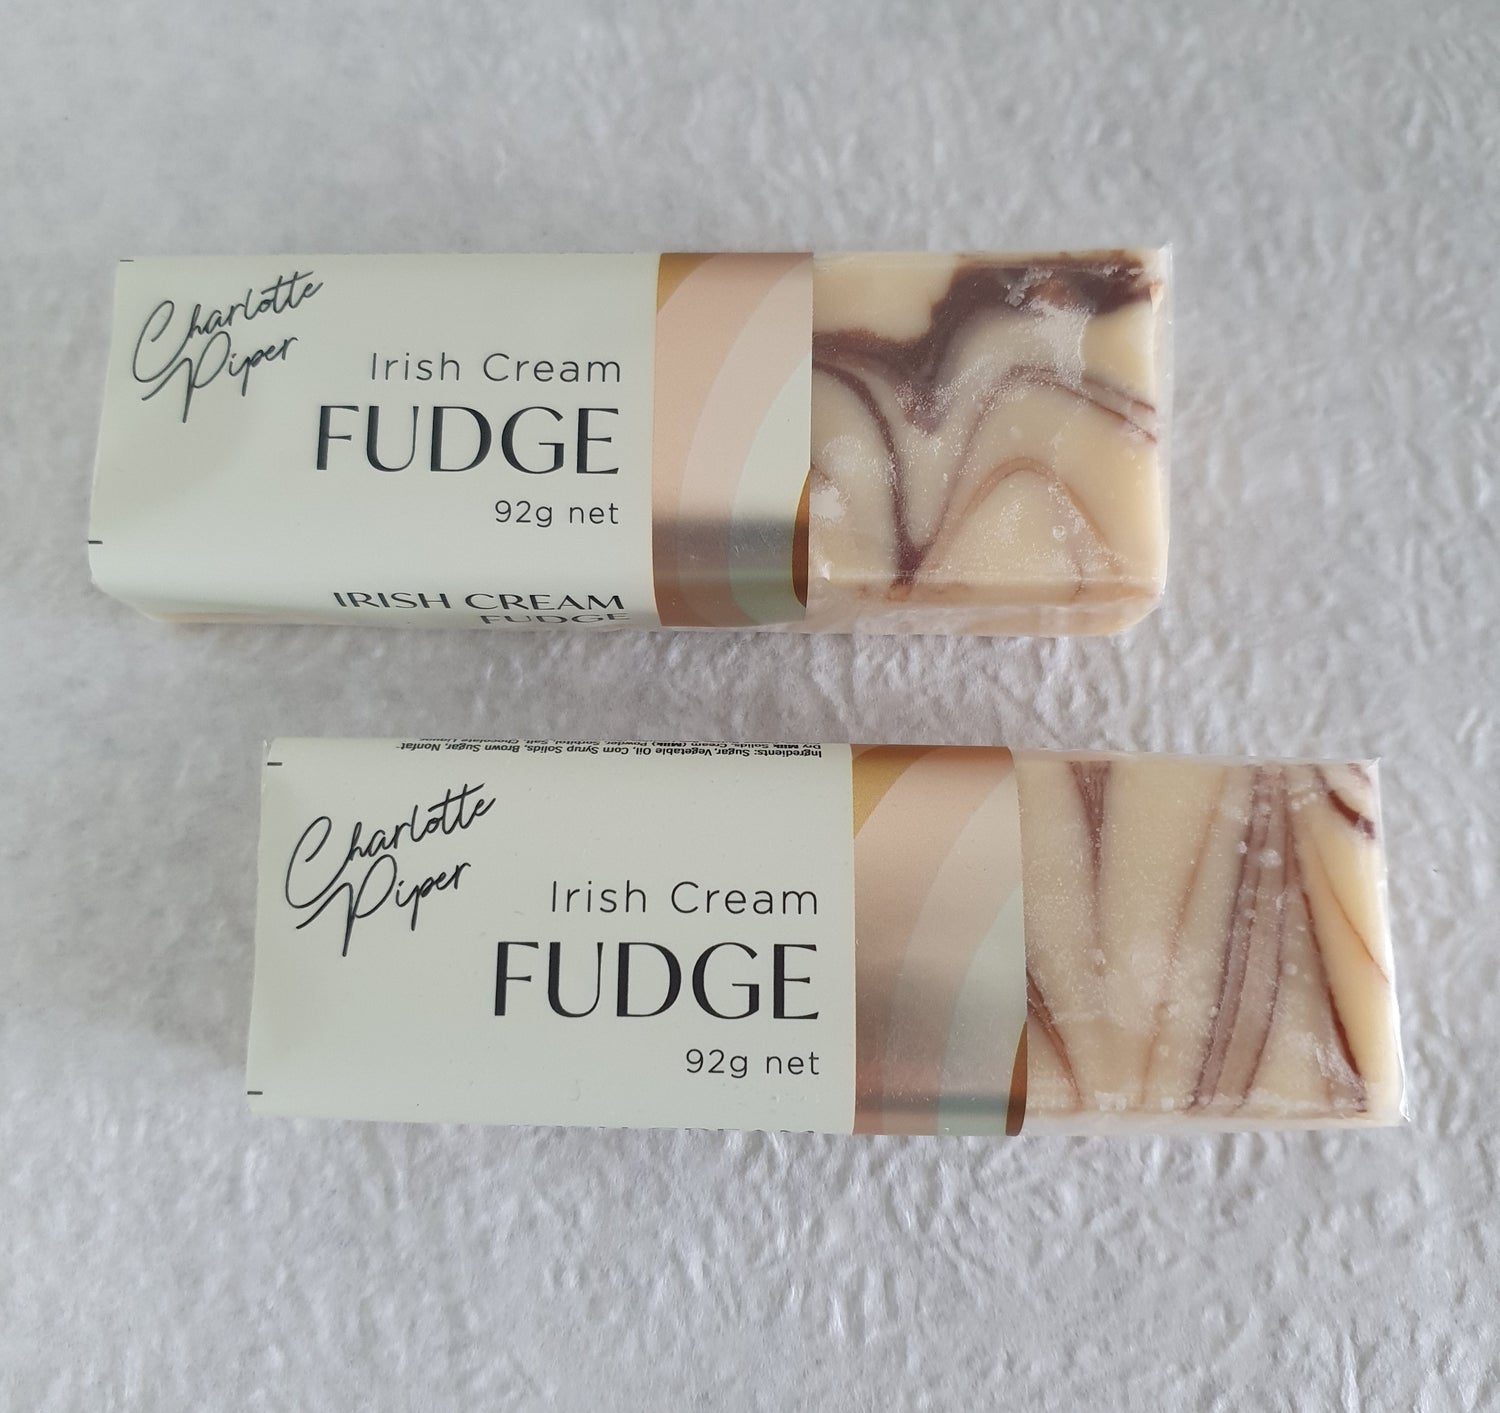 Charlotte
Piper
Irish Cream
FUDGE
92g net
IRISH CREAM
FUDGE
Ingredients: Sugar, Vegetable Oil, Corn Syrup Solids, Brown Sugar, Nonfat
Dry Milk Solids, Cream (Milk) Powder, Sorbitol, Salt, Chocolate Liquor,
Charlotte
Piper
Irish Cream
FUDGE
92g net